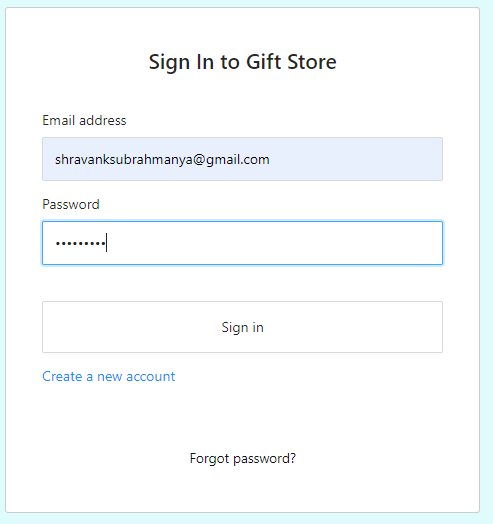 Sign In to Gift Store
Email address
shravanksubrahmanya@gmail.com
Password
•••••••••
Sign in
Create a new account
Forgot password?